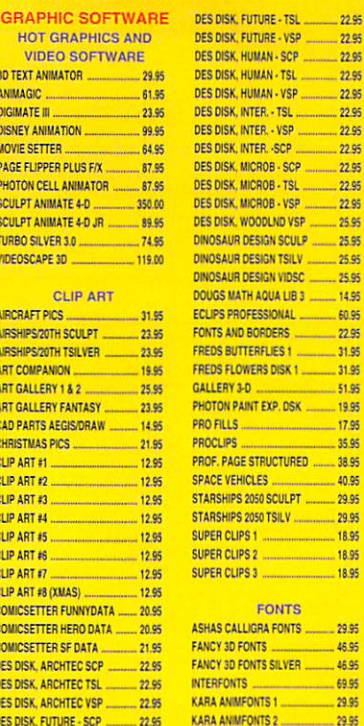 GRAPHIC SOFTWARE
HOT GRAPHICS AND
VIDEO SOFTWARE
3D TEXT ANIMATOR 29.95
ANIMAGIC 61.95
DIGIMATE III 23.95
DISNEY ANIMATION 99.95
MOVIE SETTER 64.95
PAGE FLIPPER PLUS F/X 87.95
PHOTON CELL ANIMATOR 87.95
SCULPT ANIMATE 4-D 350.00
SCULPT ANIMATE 4-D JR 89.95
TURBO SILVER 3.0 74.95
VIDEOSCAPE 3D 119.00
CLIP ART
AIRCRAFT PICS 31.95
AIRSHIPS/20TH SCULPT 23.95
AIRSHIPS/20TH TSILVER 23.95
ART COMPANION 19.95
ART GALLERY 1 & 2 25.95
ART GALLERY FANTASY 23.95
CAD PARTS AEGIS/DRAW 14.95
CHRISTMAS PICS 21.95
CLIP ART #1 12.95
CLIP ART #2 12.95
CLIP ART #3 12.95
CLIP ART #4 12.95
CLIP ART #5 12.95
CLIP ART #6 12.95
CLIP ART #7 12.95
CLIP ART #8 (XMAS) 12.95
COMICSETTER FUNNYDATA 20.95
COMICSETTER HERO DATA 20.95
COMICSETTER SF DATA 21.95
DES DISK, ARCHTEC SCP 22.95
DES DISK, ARCHTEC TSL 22.95
DES DISK, ARCHTEC VSP 22.95
DES DISK, FUTURE - SCP 22.95
DES DISK, FUTURE - TSL 22.95
DES DISK, FUTURE - VSP 22.95
DES DISK, HUMAN - SCP 22.95
DES DISK, HUMAN - TSL 22.95
DES DISK, HUMAN - VSP 22.95
DES DISK, INTER. - TSL 22.95
DES DISK, INTER. - VSP 22.95
DES DISK, INTER. -SCP 22.95
DES DISK, MICROB - SCP 22.95
DES DISK, MICROB - TSL 22.95
DES DISK, MICROB - VSP 22.95
DES DISK, WOODLND VSP 25.95
DINOSAUR DESIGN SCULP 25.95
DINOSAUR DESIGN TSILV 25.95
DINOSAUR DESIGN VIDSC 25.95
DOUGS MATH AQUA LIB 3 14.95
ECLIPS PROFESSIONAL 60.95
FONTS AND BORDERS 22.95
FREDS BUTTERFLIES 1 31.95
FREDS FLOWERS DISK 1 31.95
GALLERY 3-D 51.95
PHOTON PAINT EXP. DSK 19.95
PRO FILLS 17.95
PROCLIPS 35.95
PROF. PAGE STRUCTURED 38.95
SPACE VEHICLES 40.95
STARSHIPS 2050 SCULPT 29.95
STARSHIPS 2050 TSILV 29.95
SUPER CLIPS 1 18.95
SUPER CLIPS 2 18.95
SUPER CLIPS 3 18.95
FONTS
ASHAS CALLIGRA FONTS 29.95
FANCY 3D FONTS 46.95
FANCY 3D FONTS SILVER 46.95
INTERFONTS 69.95
KARA ANIMFONTS 1 29.95
KARA ANIMFONTS 2